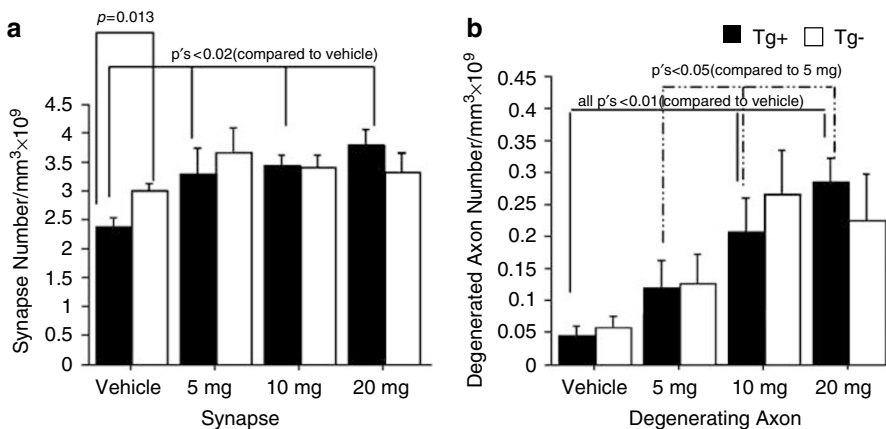 a
p=0.013
p's<0.02(compared to vehicle)
Synapse Number/mm³×10⁹
4.5
4
3.5
3
2.5
2
1.5
1
0.5
0
Vehicle 5 mg 10 mg 20 mg
Synapse
b
Tg+ Tg-
p's<0.05(compared to 5 mg)
all p's<0.01(compared to vehicle)
Degenerated Axon Number/mm³×10⁹
0.45
0.4
0.35
0.3
0.25
0.2
0.15
0.1
0.05
0
Vehicle 5 mg 10 mg 20 mg
Degenerating Axon